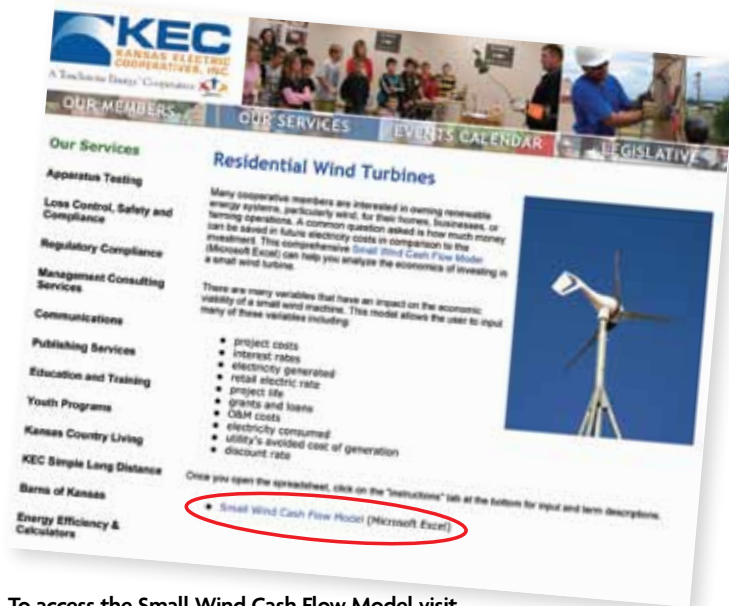 KEC
KANSAS ELECTRIC
COOPERATIVES, INC.
A Touchstone Energy® Cooperative
OUR MEMBERS
OUR SERVICES
EVENTS CALENDAR
LEGISLATIVE
Our Services
Apparatus Testing
Loss Control, Safety and
Compliance
Regulatory Compliance
Management Consulting
Services
Communications
Publishing Services
Education and Training
Youth Programs
Kansas Country Living
KEC Simple Long Distance
Barns of Kansas
Energy Efficiency &
Calculators
Residential Wind Turbines
Many cooperative members are interested in owning renewable
energy systems, particularly wind, for their homes, businesses, or
farming operations. A common question asked is how much money
can be saved in future electricity costs in comparison to the
investment. This comprehensive Small Wind Cash Flow Model
(Microsoft Excel) can help you analyze the economics of investing in
a small wind turbine.
There are many variables that have an impact on the economic
viability of a small wind machine. This model allows the user to input
many of these variables including:
• project costs
• interest rates
• electricity generated
• retail electric rate
• project life
• grants and loans
• O&M costs
• electricity consumed
• utility's avoided cost of generation
• discount rate
Once you open the spreadsheet, click on the "instructions" tab at the bottom for input and term descriptions.
• Small Wind Cash Flow Model (Microsoft Excel)
To access the Small Wind Cash Flow Model visit